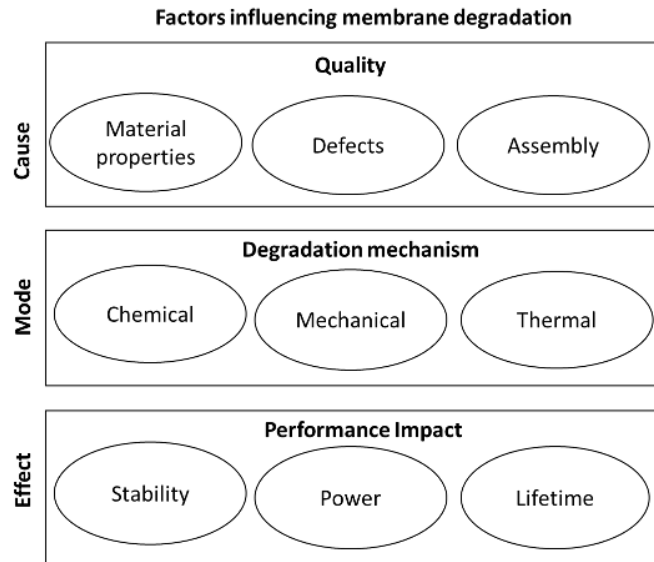 Factors influencing membrane degradation
Cause
Quality
Material
properties
Defects
Assembly
Mode
Degradation mechanism
Chemical
Mechanical
Thermal
Effect
Performance Impact
Stability
Power
Lifetime